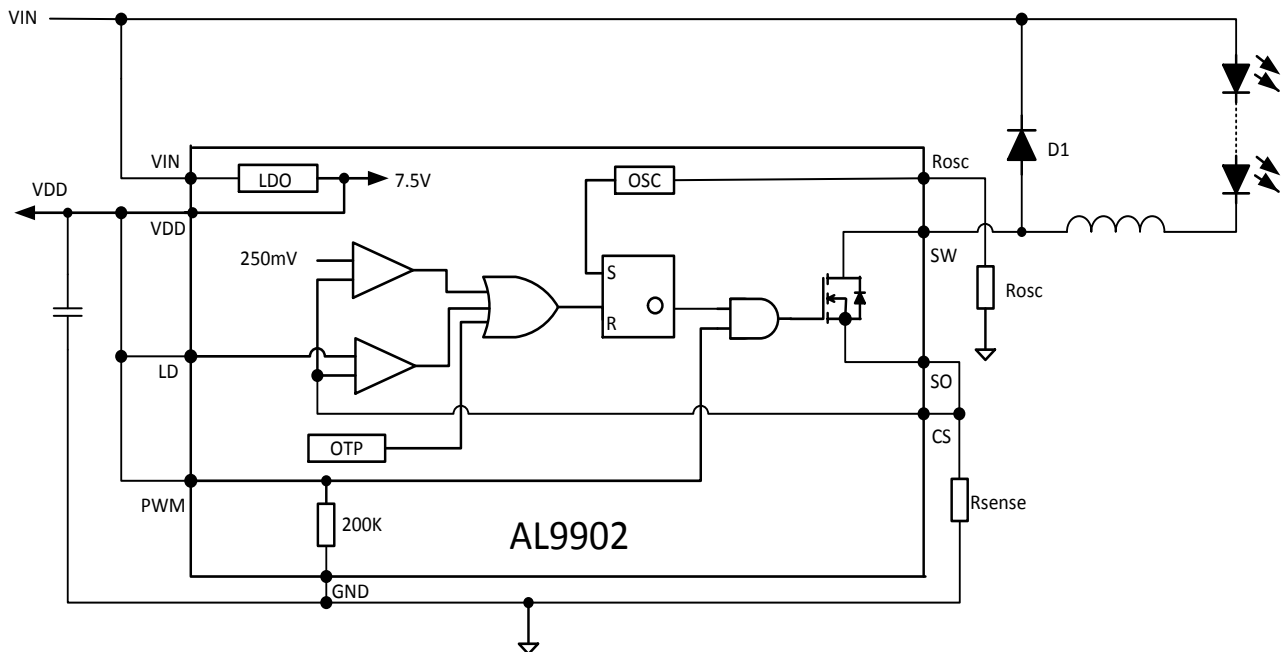 VIN
VIN
LDO
7.5V
OSC
Rosc
D1
VDD
VDD
SW
250mV
S
R
O
Rosc
LD
SO
CS
OTP
PWM
200K
Rsense
AL9902
GND